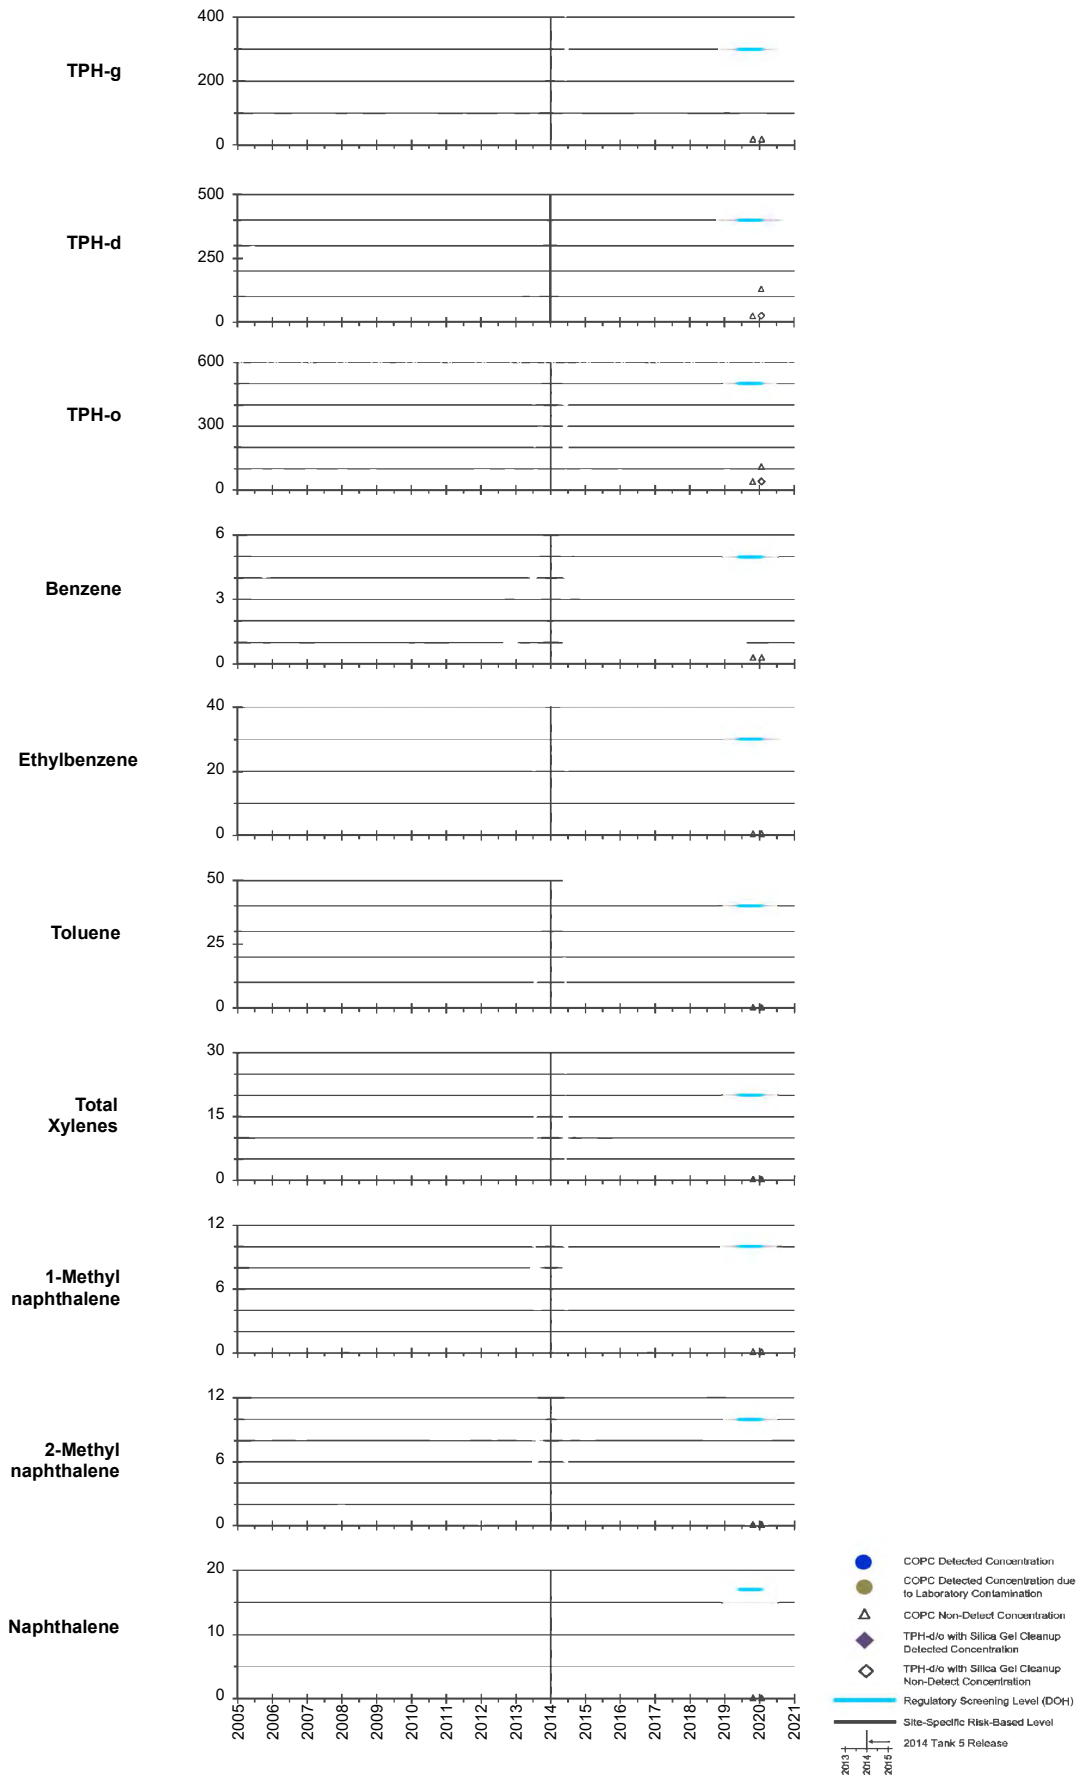 400
TPH-g
200
0
500
TPH-d
250
0
600
TPH-o
300
0
6
Benzene
3
0
40
Ethylbenzene
20
0
50
Toluene
25
0
30
Total
Xylenes
15
0
12
1-Methyl
naphthalene
6
0
12
2-Methyl
naphthalene
6
0
20
Naphthalene
10
0
2005 2006 2007 2008 2009 2010 2011 2012 2013 2014 2015 2016 2017 2018 2019 2020 2021
COPC Detected Concentration
COPC Detected Concentration due
to Laboratory Contamination
COPC Non-Detect Concentration
TPH-d/o with Silica Gel Cleanup
Detected Concentration
TPH-d/o with Silica Gel Cleanup
Non-Detect Concentration
Regulatory Screening Level (DOH)
Site-Specific Risk-Based Level
2014 Tank 5 Release
2013 2014 2015